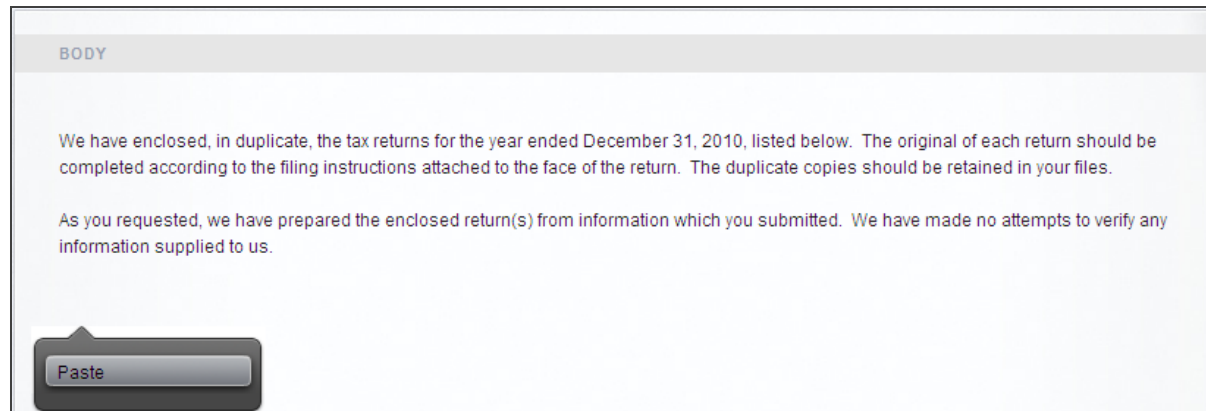 BODY
We have enclosed, in duplicate, the tax returns for the year ended December 31, 2010, listed below.  The original of each return should be
completed according to the filing instructions attached to the face of the return.  The duplicate copies should be retained in your files.
As you requested, we have prepared the enclosed return(s) from information which you submitted.  We have made no attempts to verify any
information supplied to us.
Paste